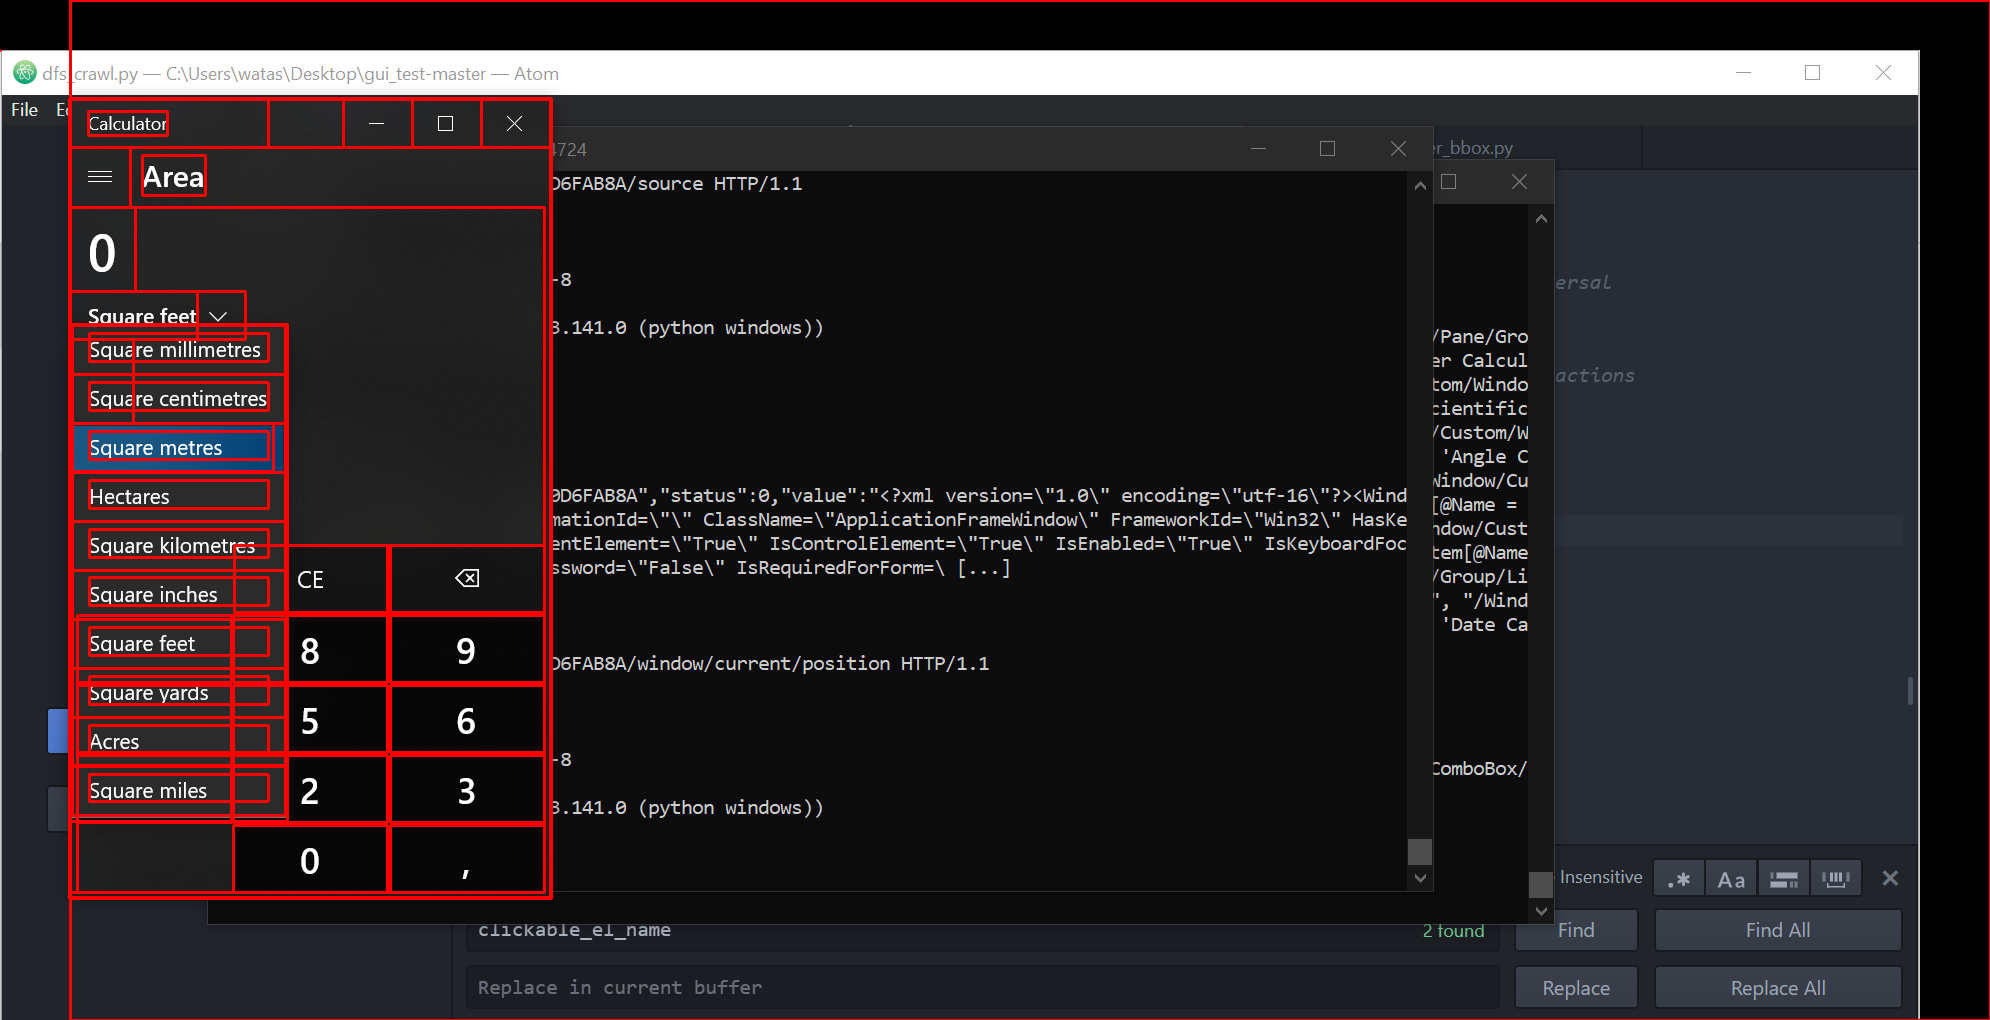 dfs_crawl.py — C:\Users\watas\Desktop\gui_test-master — Atom
File
Calculator
4724
er_bbox.py
Area
0
Square feet
Square millimetres
Square centimetres
Square metres
Hectares
Square kilometres
Square inches
Square feet
Square yards
Acres
Square miles
CE
8 9
5 6
2 3
0 ,
D6FAB8A/source HTTP/1.1
-8
3.141.0 (python windows))
0D6FAB8A","status":0,"value":"<?xml version=\"1.0\" encoding=\"utf-16\"?><Wind
mationId=\"\" ClassName=\"ApplicationFrameWindow\" FrameworkId=\"Win32\" HasKe
entElement=\"True\" IsControlElement=\"True\" IsEnabled=\"True\" IsKeyboardFoc
ssword=\"False\" IsRequiredForForm=\ [...]
D6FAB8A/window/current/position HTTP/1.1
-8
3.141.0 (python windows))
/Pane/Gro
er Calcul
tom/Windo
cientific
/Custom/W
'Angle C
Window/Cu
[@Name =
ndow/Cust
tem[@Name
/Group/Li
", "/Wind
'Date Ca
ComboBox/
ersal
actions
Insensitive .* Aa
clickable_el_name 2 found Find Find All
Replace in current buffer Replace Replace All